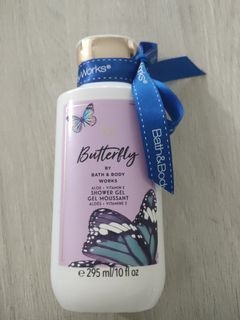 Works®
Bath&Body
Butterfly
BY
BATH & BODY
WORKS
ALOE + VITAMIN E
SHOWER GEL
GEL MOUSSANT
ALOÈS + VITAMINE E
e 295 ml/10 fl oz